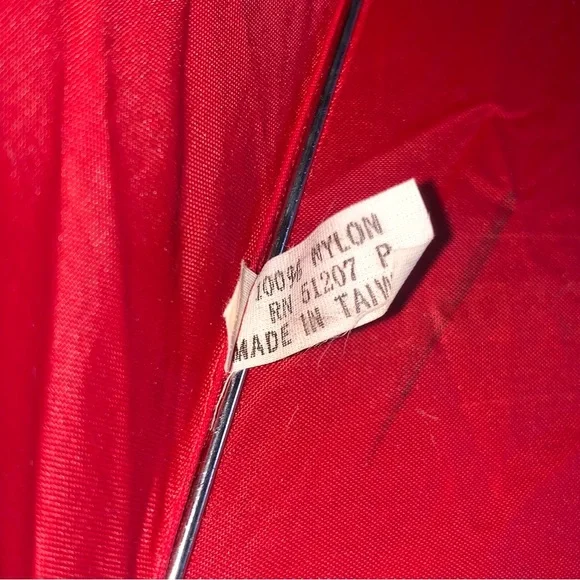 100% NYLON
RN 51207 P
MADE IN TAIW